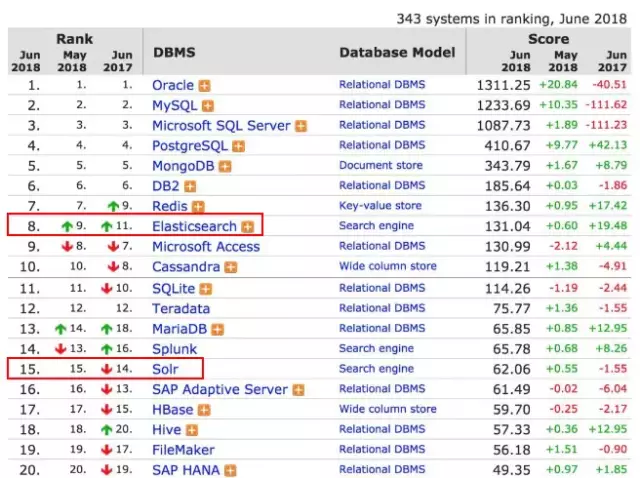 343 systems in ranking, June 2018
Rank DBMS Database Model Score
Jun 2018 May 2018 Jun 2017 Jun 2018 May 2018 Jun 2017
1. 1. 1. Oracle Relational DBMS 1311.25 +20.84 -40.51
2. 2. 2. MySQL Relational DBMS 1233.69 +10.35 -111.62
3. 3. 3. Microsoft SQL Server Relational DBMS 1087.73 +1.89 -111.23
4. 4. 4. PostgreSQL Relational DBMS 410.67 +9.77 +42.13
5. 5. 5. MongoDB Document store 343.79 +1.67 +8.79
6. 6. 6. DB2 Relational DBMS 185.64 +0.03 -1.86
7. 7. 9. Redis Key-value store 136.30 +0.95 +17.42
8. 9. 11. Elasticsearch Search engine 131.04 +0.60 +19.48
9. 8. 7. Microsoft Access Relational DBMS 130.99 -2.12 +4.44
10. 10. 8. Cassandra Wide column store 119.21 +1.38 -4.91
11. 11. 10. SQLite Relational DBMS 114.26 -1.19 -2.44
12. 12. 12. Teradata Relational DBMS 75.77 +1.36 -1.55
13. 14. 18. MariaDB Relational DBMS 65.85 +0.85 +12.95
14. 13. 16. Splunk Search engine 65.78 +0.68 +8.26
15. 15. 14. Solr Search engine 62.06 +0.55 -1.55
16. 16. 13. SAP Adaptive Server Relational DBMS 61.49 -0.02 -6.04
17. 17. 15. HBase Wide column store 59.70 -0.25 -2.17
18. 18. 20. Hive Relational DBMS 57.33 +0.36 +12.95
19. 19. 17. FileMaker Relational DBMS 56.18 +1.51 -0.90
20. 20. 19. SAP HANA Relational DBMS 49.35 +0.97 +1.85